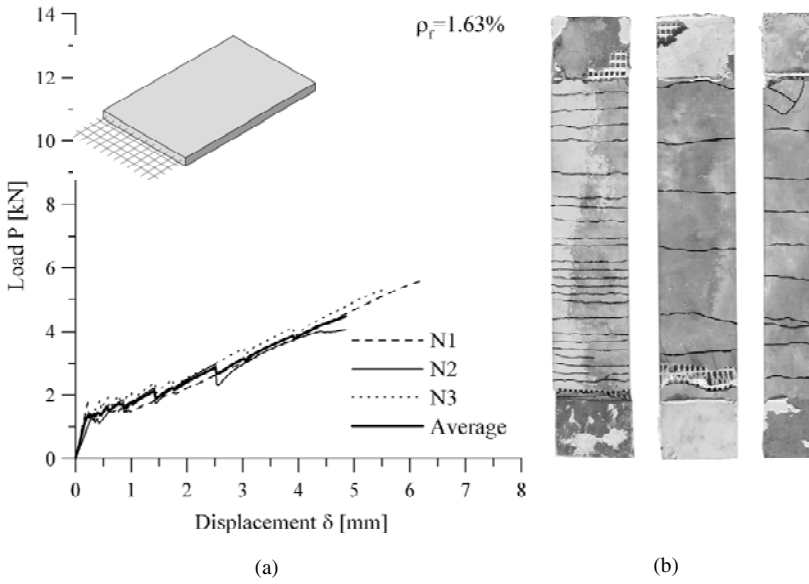 14
ρf=1.63%
12
10
8
6
4
2
0
Load P [kN]
N1
N2
N3
Average
0 1 2 3 4 5 6 7 8
Displacement δ [mm]
(a)
(b)